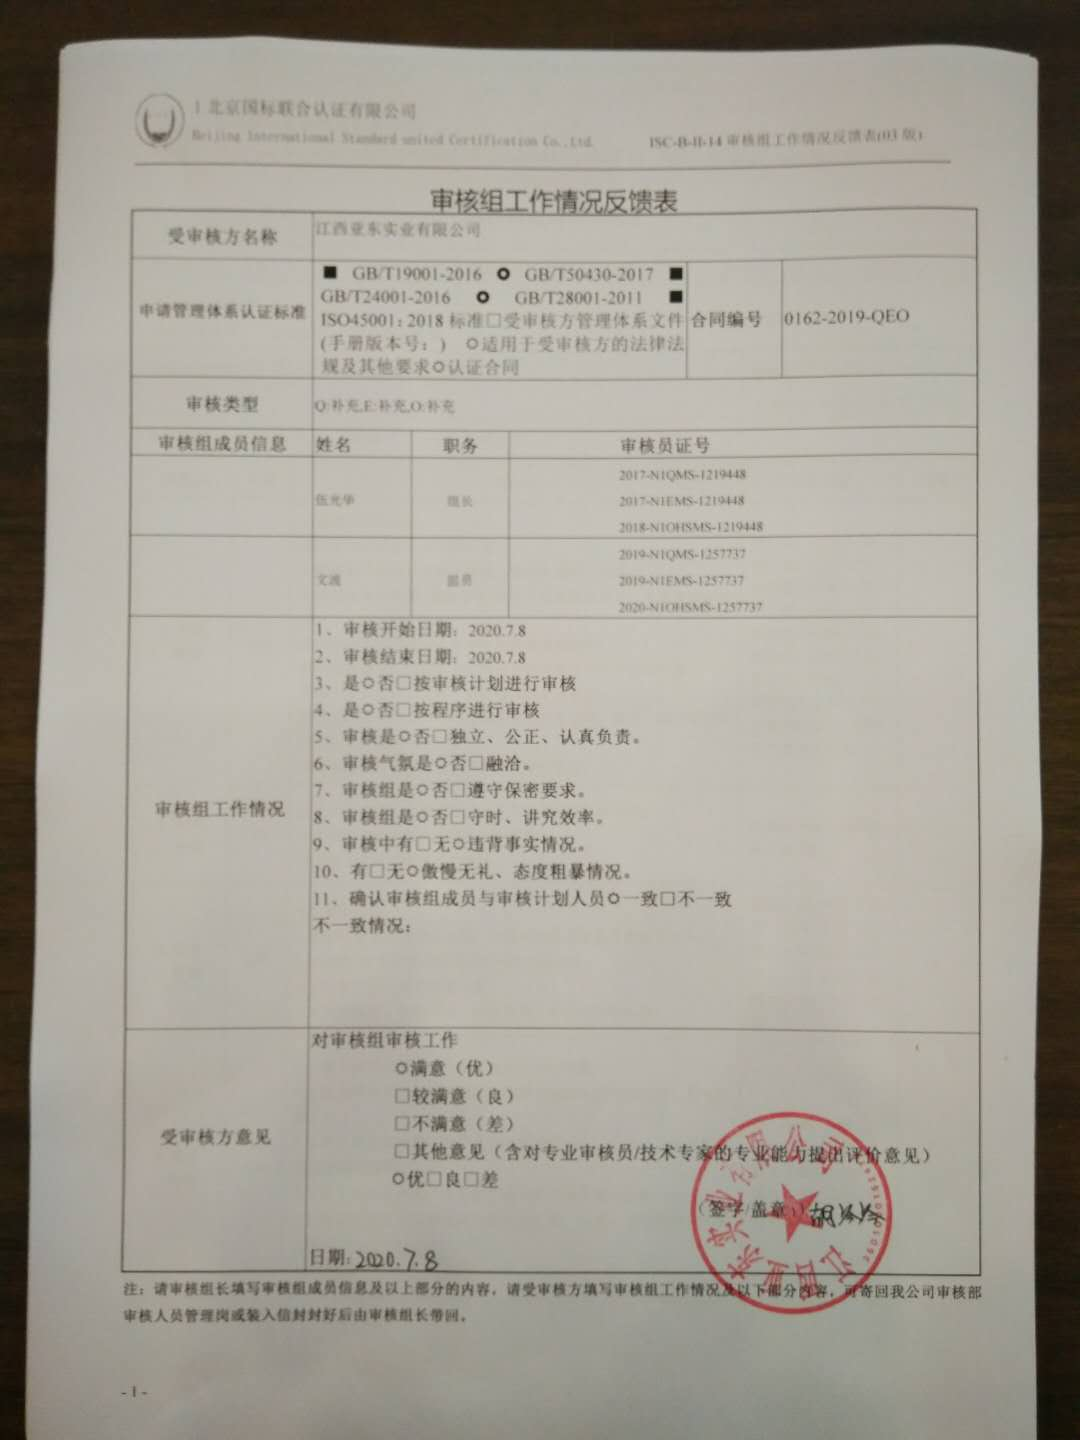 1 北京国标联合认证有限公司
Beijing International Standard united Certification Co.,Ltd.
ISC-B-II-14 审核组工作情况反馈表(03 版)
审核组工作情况反馈表
受审核方名称
江西亚东实业有限公司
申请管理体系认证标准
■ GB/T19001-2016 ○ GB/T50430-2017 ■
GB/T24001-2016 ○ GB/T28001-2011 ■
ISO45001:2018 标准□受审核方管理体系文件
(手册版本号:) ○适用于受审核方的法律法
规及其他要求○认证合同
合同编号
0162-2019-QEO
审核类型
Q:补充,E:补充,O:补充
审核组成员信息 姓名 职务 审核员证号
伍光华 组长
2017-N1QMS-1219448
2017-N1EMS-1219448
2018-N1OHSMS-1219448
文波
2019-N1QMS-1257737
2019-N1EMS-1257737
2020-N1OHSMS-1257737
审核组工作情况
1、审核开始日期:2020.7.8
2、审核结束日期:2020.7.8
3、是○否□按审核计划进行审核
4、是○否□按程序进行审核
5、审核是○否□独立、公正、认真负责。
6、审核气氛是○否□融洽。
7、审核组是○否□遵守保密要求。
8、审核组是○否□守时、讲究效率。
9、审核中有□无○违背事实情况。
10、有□无○傲慢无礼、态度粗暴情况。
11、确认审核组成员与审核计划人员○一致□不一致
不一致情况:
受审核方意见
对审核组审核工作
○满意（优）
□较满意（良）
□不满意（差）
□其他意见（含对专业审核员/技术专家的专业能力提出评价意见）
○优□良□差
（签字/盖章）
江西亚东实业有限公司
日期:2020.7.8
注：请审核组长填写审核组成员信息及以上部分的内容，请受审核方填写审核组工作情况及以下部分内容，可寄回我公司审核部
审核人员管理岗或装入信封封好后由审核组长带回。
- 1 -